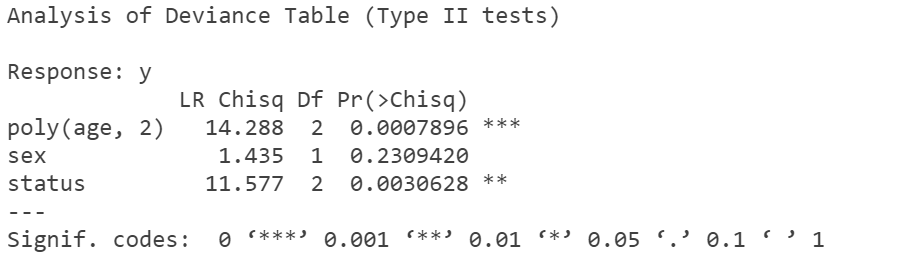 Analysis of Deviance Table (Type II tests)

Response: y
             LR Chisq Df Pr(>Chisq)
poly(age, 2)   14.288  2  0.0007896 ***
sex             1.435  1  0.2309420
status         11.577  2  0.0030628 **
---
Signif. codes:  0 ‘***’ 0.001 ‘**’ 0.01 ‘*’ 0.05 ‘.’ 0.1 ‘ ’ 1